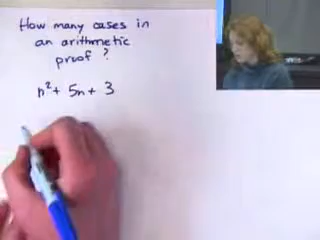 How many cases in
an arithmetic
proof?
n² + 5n + 3